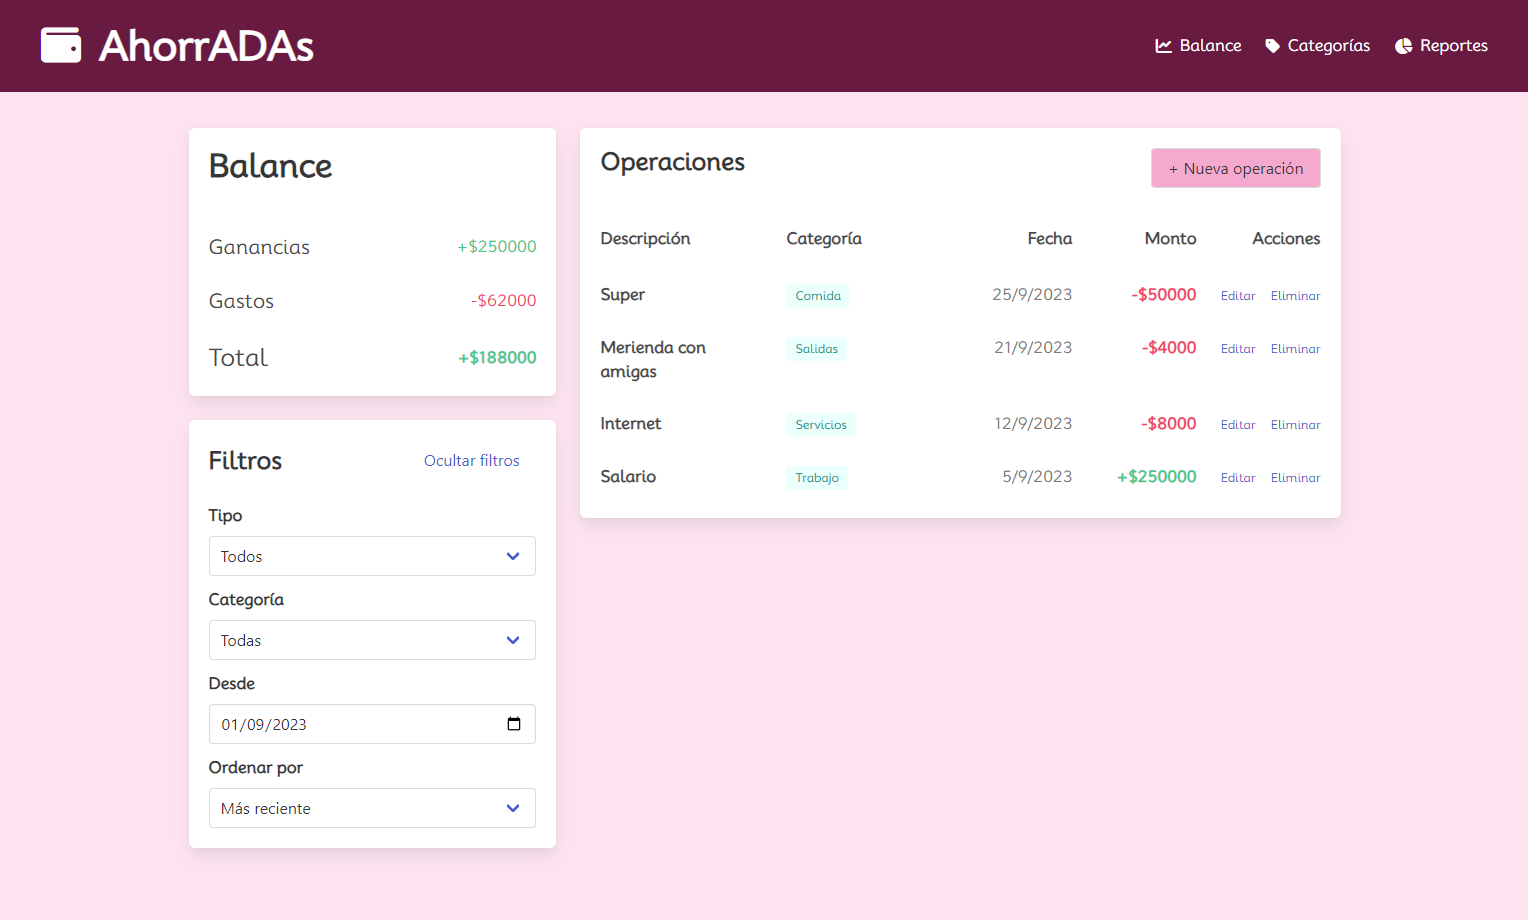 AhorrADAs
Balance
Categorías
Reportes
Balance
Ganancias +$250000
Gastos -$62000
Total +$188000
Filtros Ocultar filtros
Tipo
Todos
Categoría
Todas
Desde
01/09/2023
Ordenar por
Más reciente
Operaciones + Nueva operación
Descripción Categoría Fecha Monto Acciones
Super Comida 25/9/2023 -$50000 Editar Eliminar
Merienda con Salidas 21/9/2023 -$4000 Editar Eliminar
amigas
Internet Servicios 12/9/2023 -$8000 Editar Eliminar
Salario Trabajo 5/9/2023 +$250000 Editar Eliminar